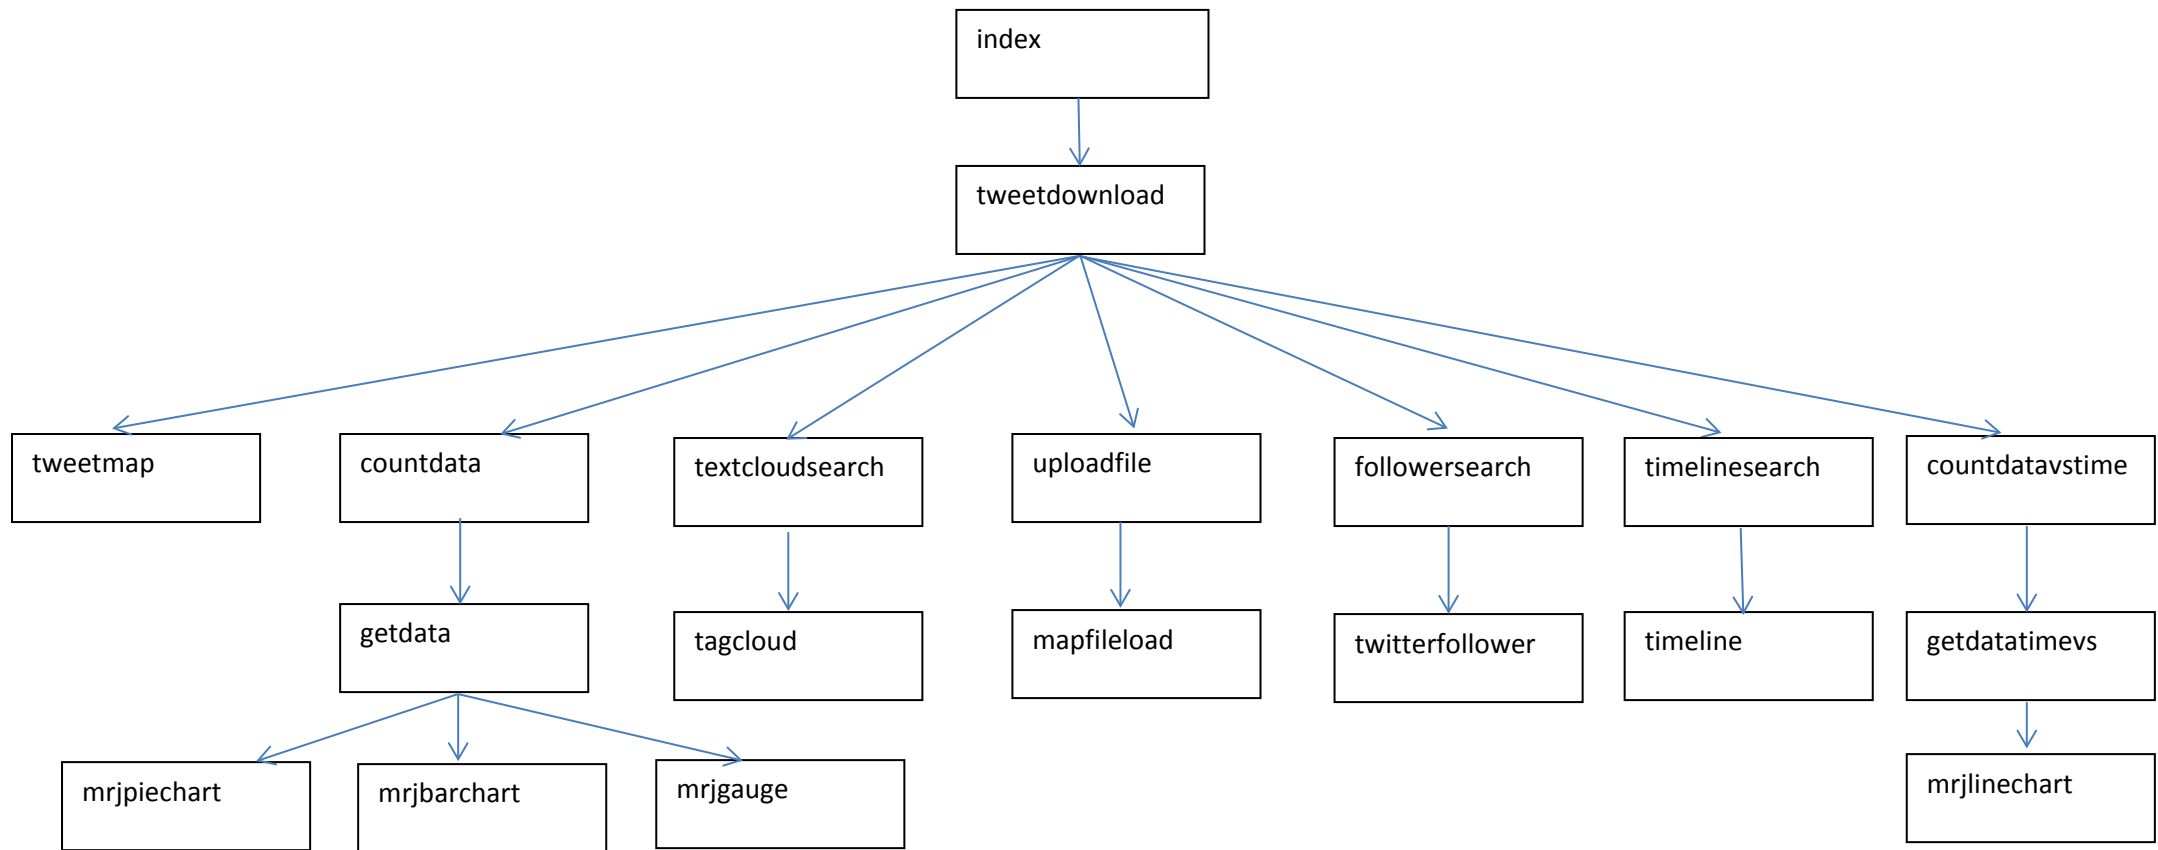 index
tweetdownload
tweetmap
countdata
textcloudsearch
uploadfile
followersearch
timelinesearch
countdatavstime
getdata
tagcloud
mapfileload
twitterfollower
timeline
getdatatimevs
mrjpiechart
mrjbarchart
mrjgauge
mrjlinechart